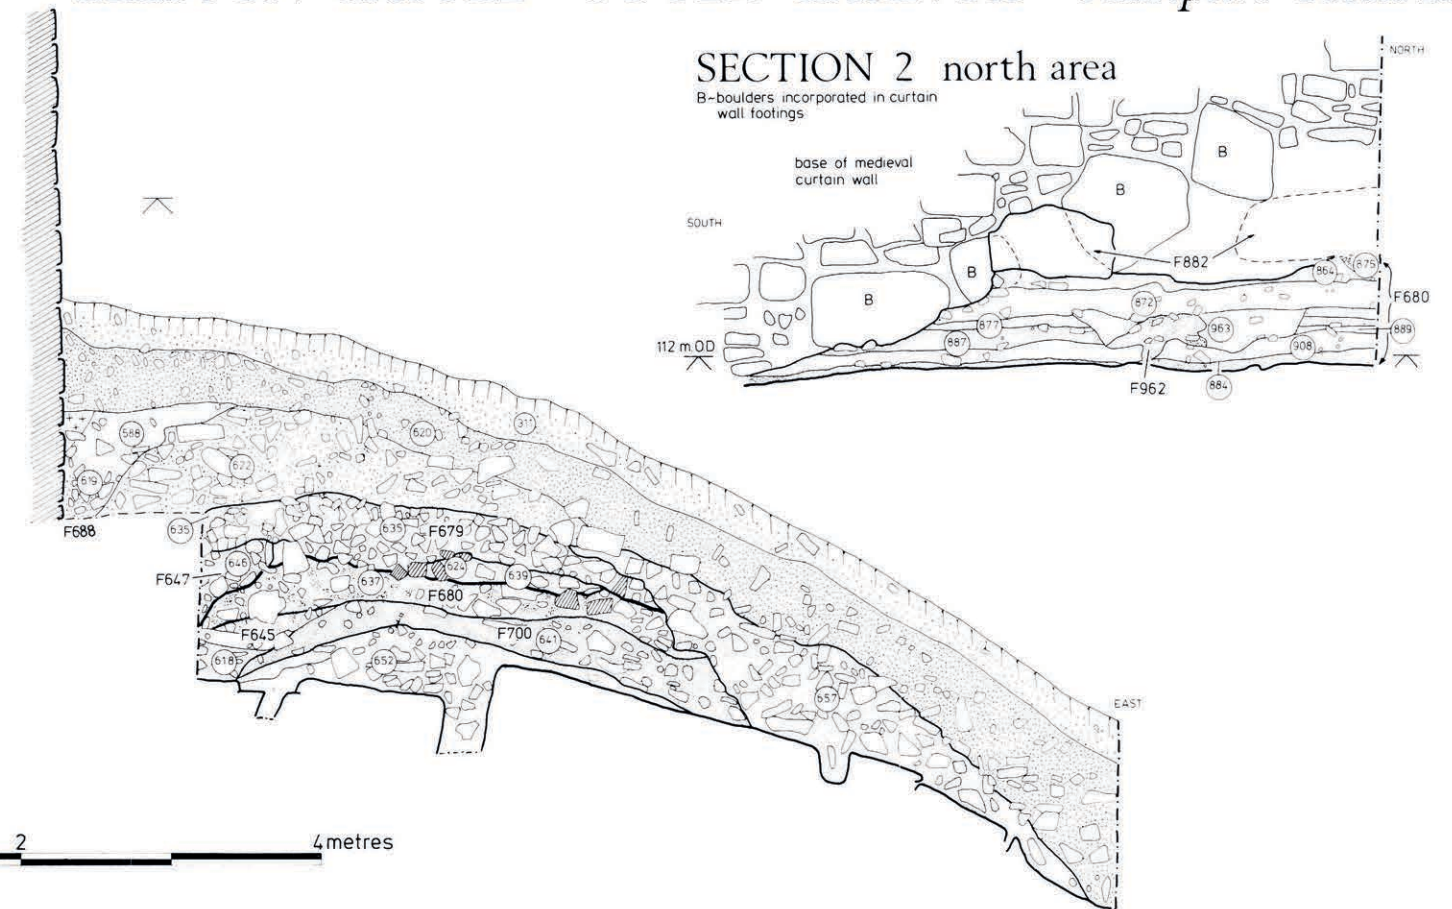 SECTION 2 north area
B~boulders incorporated in curtain
wall footings
NORTH
base of medieval
curtain wall
SOUTH
B
B
B
B
F882
864
875
F680
872
877
963
889
887
908
112 m.OD
F962
884
311
588
620
622
619
F688
635
635
F679
646
624
F647
637
639
F680
F645
F700
641
618
652
657
EAST
2
4 metres